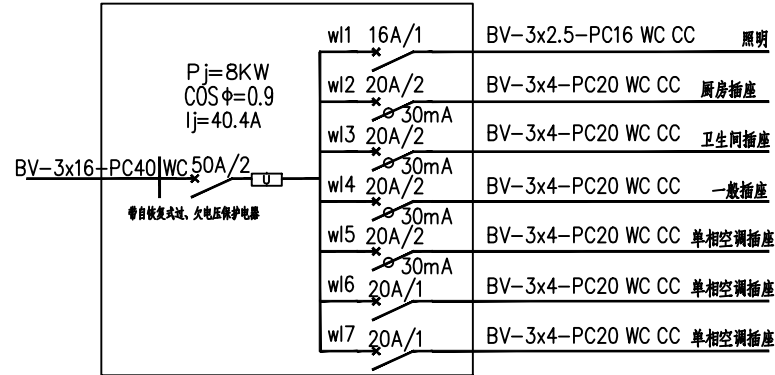 wl1 16A/1 BV-3x2.5-PC16 WC CC 照明
Pj=8KW
COSΦ=0.9
Ij=40.4A
wl2 20A/2 BV-3x4-PC20 WC CC 厨房插座
30mA
wl3 20A/2 BV-3x4-PC20 WC CC 卫生间插座
30mA
BV-3x16-PC40 WC 50A/2 U
带自恢复式过、欠电压保护电器
wl4 20A/2 BV-3x4-PC20 WC CC 一般插座
30mA
wl5 20A/2 BV-3x4-PC20 WC CC 单相空调插座
30mA
wl6 20A/1 BV-3x4-PC20 WC CC 单相空调插座
wl7 20A/1 BV-3x4-PC20 WC CC 单相空调插座